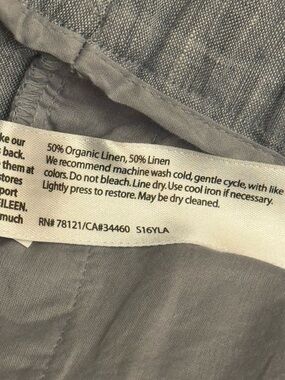 ke our
s back.
e them at
stores
port
EILEEN.
much
50% Organic Linen, 50% Linen
We recommend machine wash cold, gentle cycle, with like
colors. Do not bleach. Line dry. Use cool iron if necessary.
Lightly press to restore. May be dry cleaned.
RN# 78121/CA#34460 S16YLA